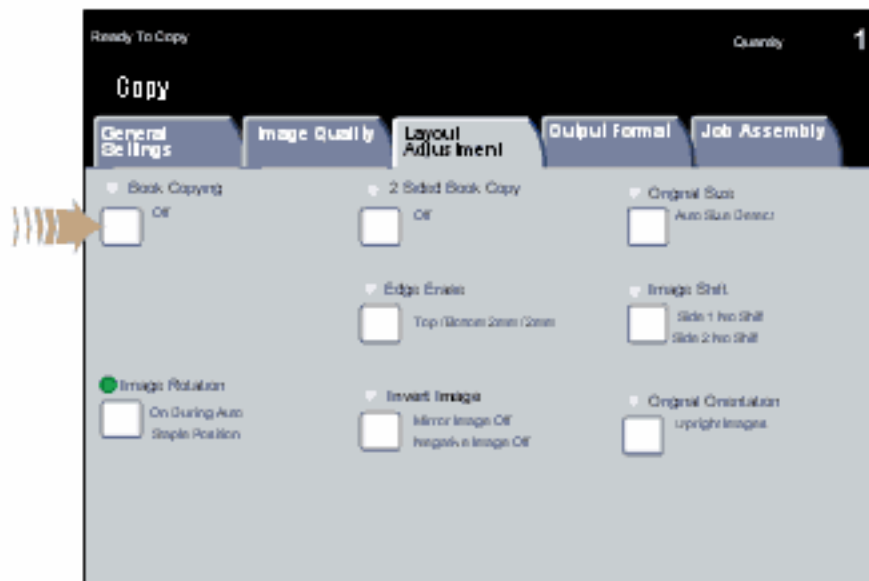 Ready To Copy
Quantity 1
Copy
General Settings
Image Quality
Layout Adjustment
Output Format
Job Assembly
Book Copying
Off
2 Sided Book Copy
Off
Original Size
Auto Size Detect
Edge Erase
Top/Bottom 2mm/2mm
Image Shift
Side 1 No Shift
Side 2 No Shift
Image Rotation
On During Auto
Staple Position
Invert Image
Mirror Image Off
Negative Image Off
Original Orientation
Upright Images